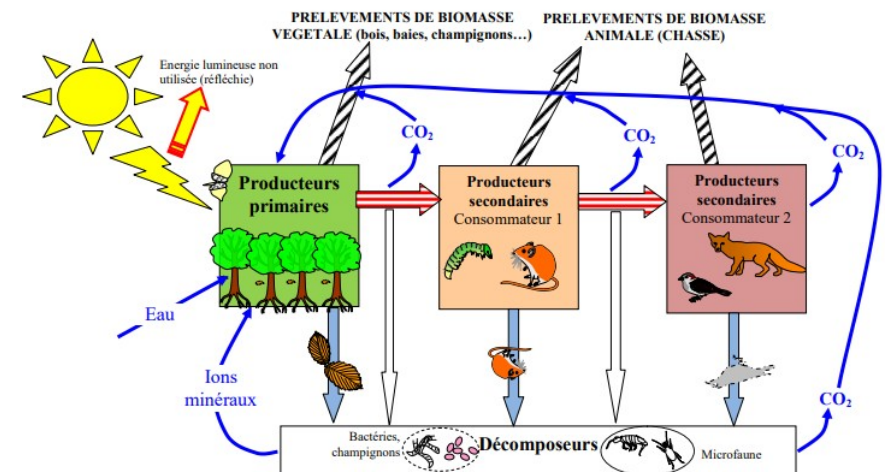 PRELEVEMENTS DE BIOMASSE
VEGETALE (bois, baies, champignons…)
PRELEVEMENTS DE BIOMASSE
ANIMALE (CHASSE)
Energie lumineuse non
utilisée (réfléchie)
CO₂
CO₂
CO₂
Producteurs
primaires
Producteurs
secondaires
Consommateur 1
Producteurs
secondaires
Consommateur 2
Eau
Ions
minéraux
CO₂
Bactéries,
champignons
Décomposeurs
Microfaune